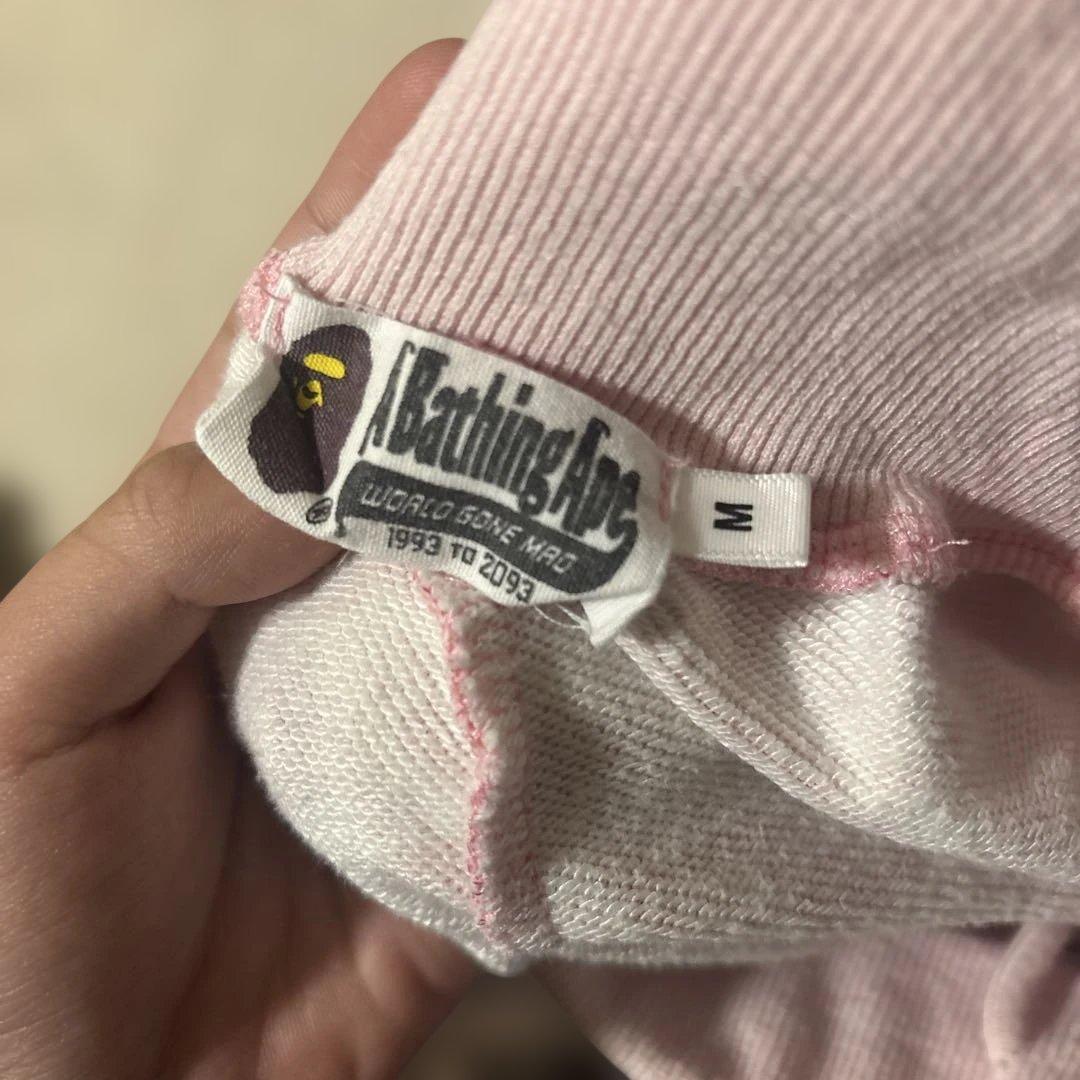 A Bathing Ape
WORLD GONE MAD
1993 TO 2093
®
M